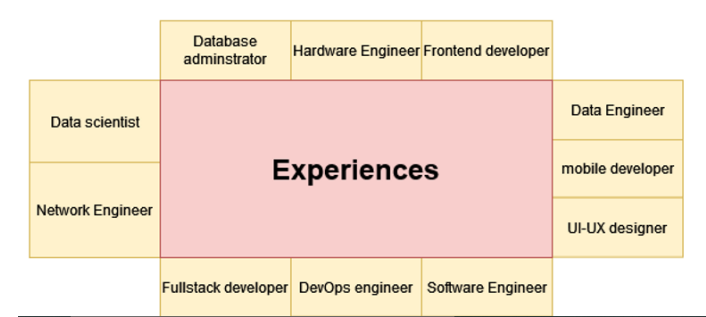 Database
adminstrator
Hardware Engineer
Frontend developer
Data scientist
Data Engineer
Experiences
mobile developer
Network Engineer
UI-UX designer
Fullstack developer
DevOps engineer
Software Engineer